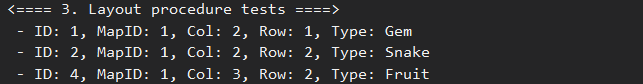 <==== 3. Layout procedure tests ====>
- ID: 1, MapID: 1, Col: 2, Row: 1, Type: Gem
- ID: 2, MapID: 1, Col: 2, Row: 2, Type: Snake
- ID: 4, MapID: 1, Col: 3, Row: 2, Type: Fruit